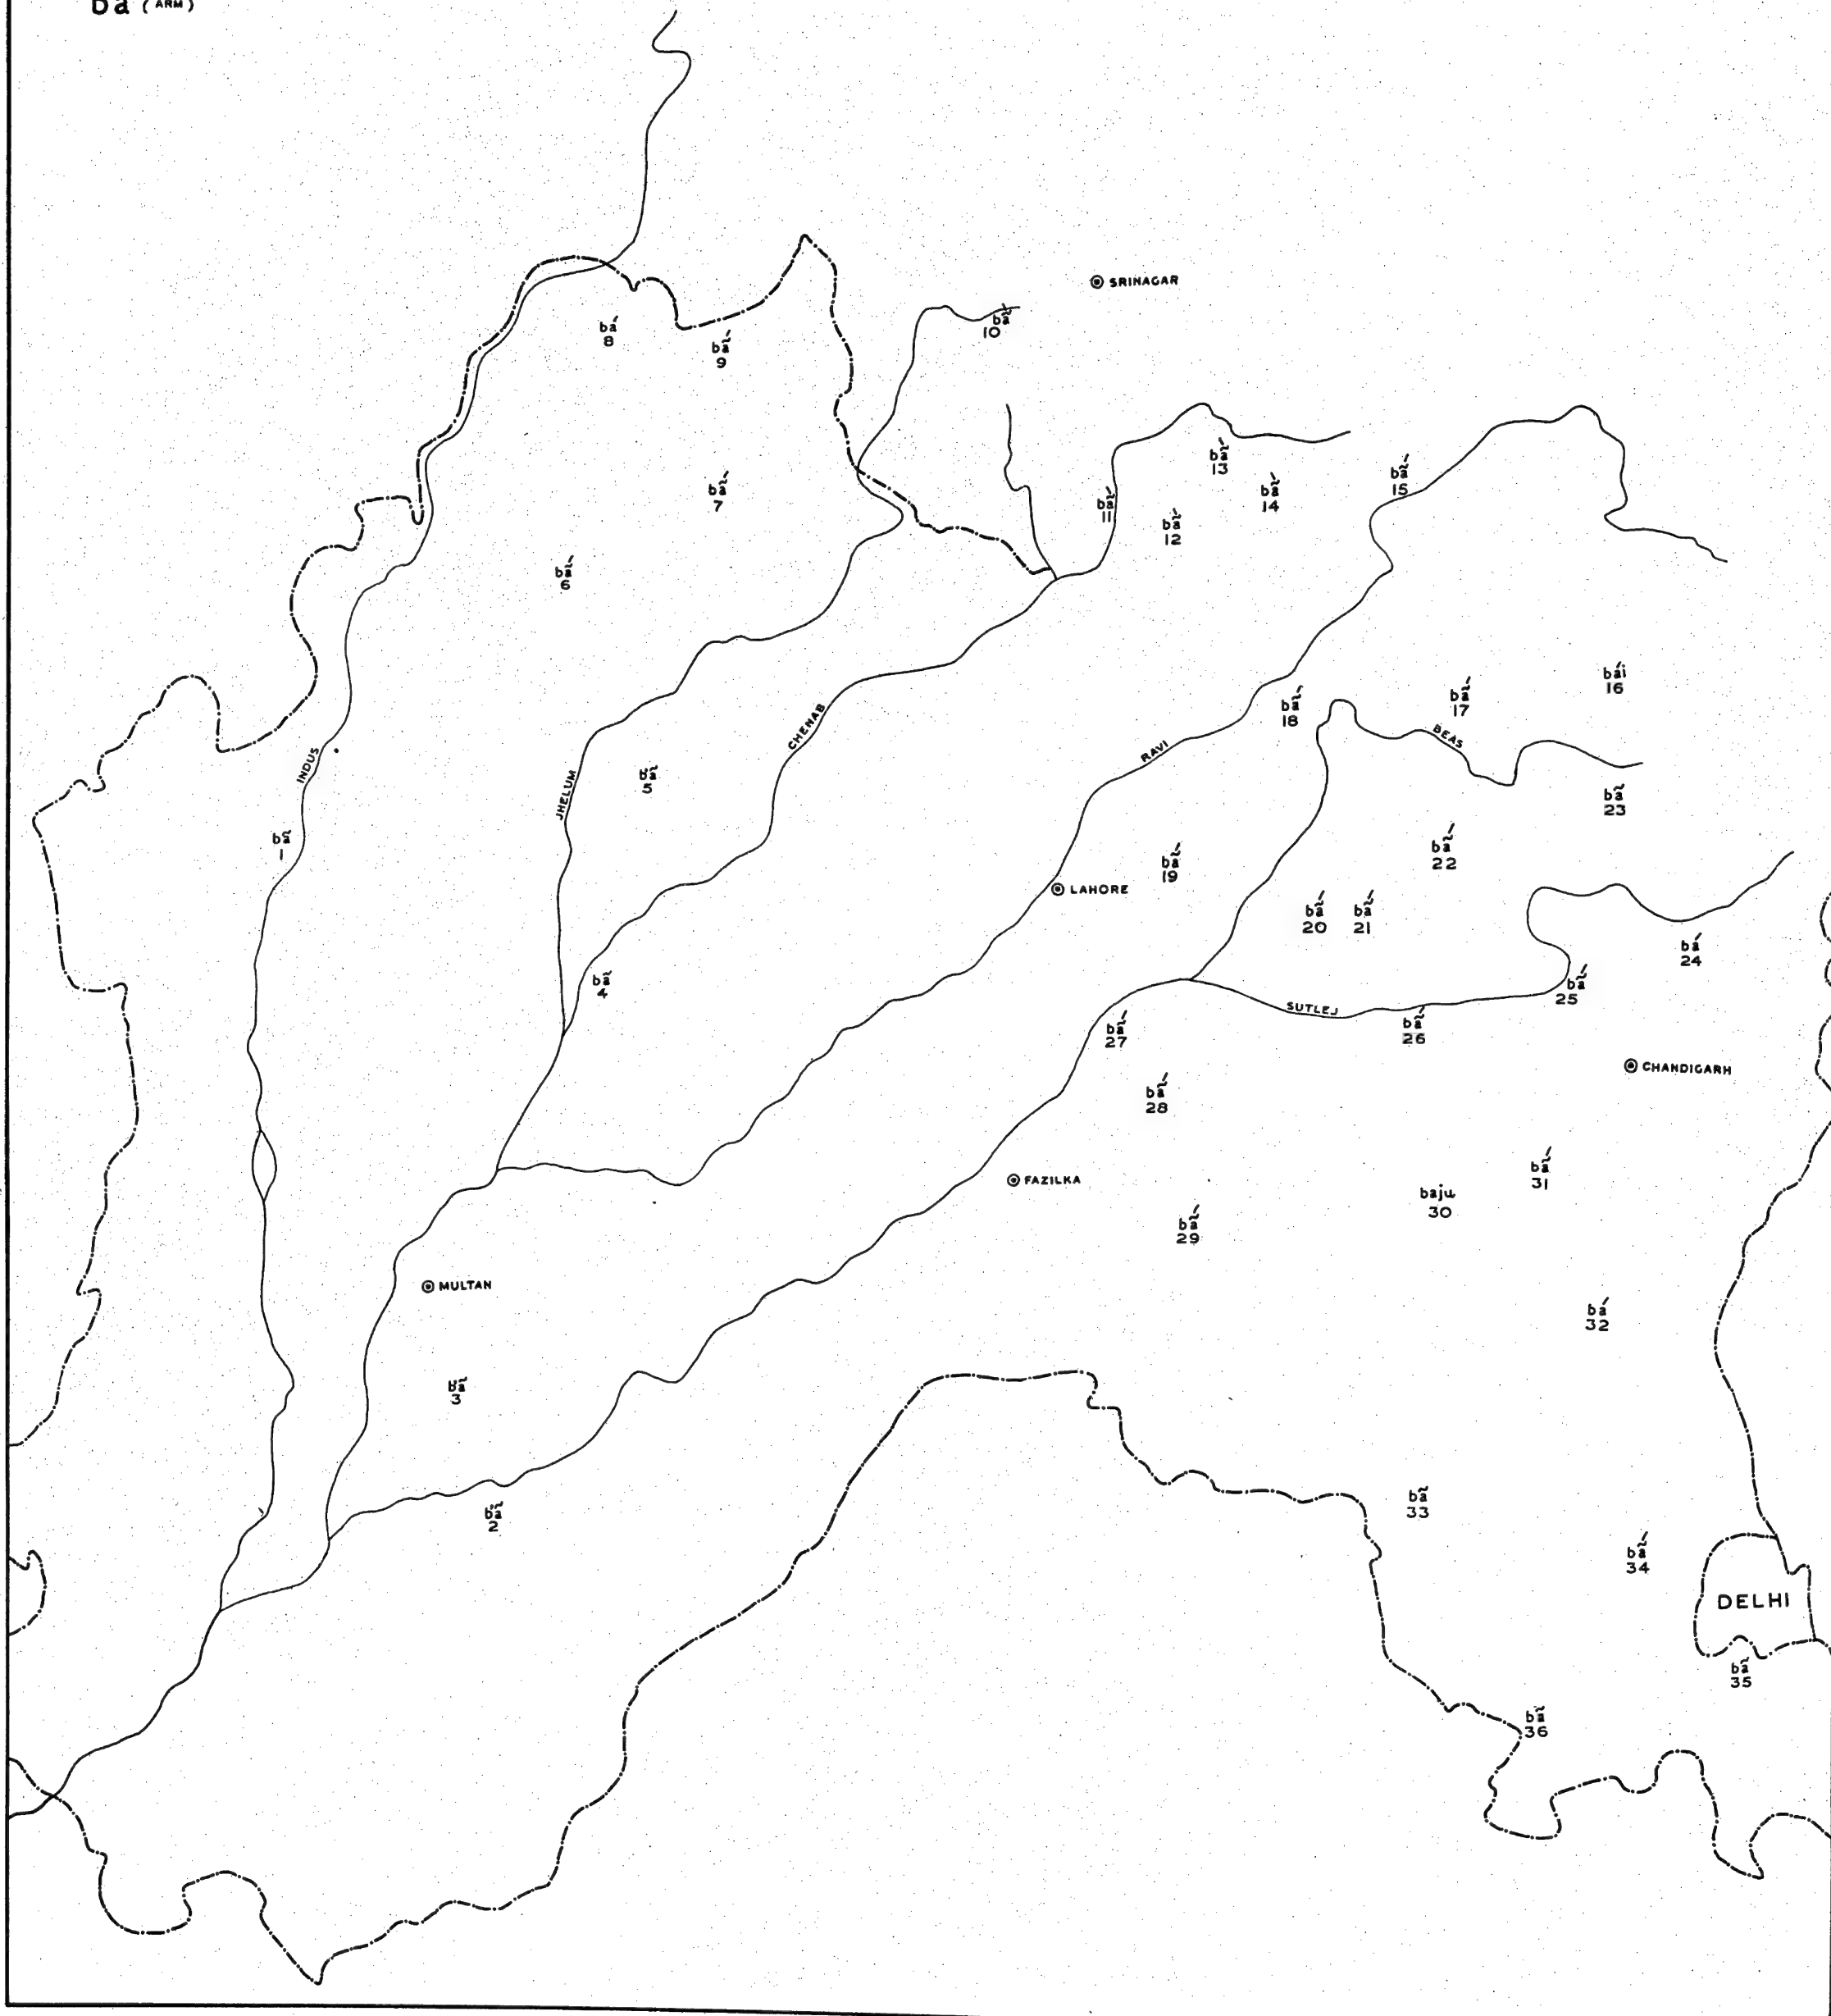 ba (ARM)
SRINAGAR
bá
8
bã́
9
bã́
10
bã́
13
bã́
15
bã́
7
bã́
11
bã́
14
bã́
12
bã́
6
bái
16
bã́
17
bã́
18
CHENAB
BEAS
RAVI
INDUS
JHELUM
bã
5
bã
23
bã
1
bã́
22
bã́
19
LAHORE
bã́
20
bã́
21
bá
24
bã
4
bã́
25
SUTLEJ
bã́
26
bã́
27
CHANDIGARH
bã́
28
bã́
31
FAZILKA
baju
30
bã́
29
MULTAN
bá
32
bã
3
bã
33
bã
2
bã́
34
DELHI
bã
35
bã
36